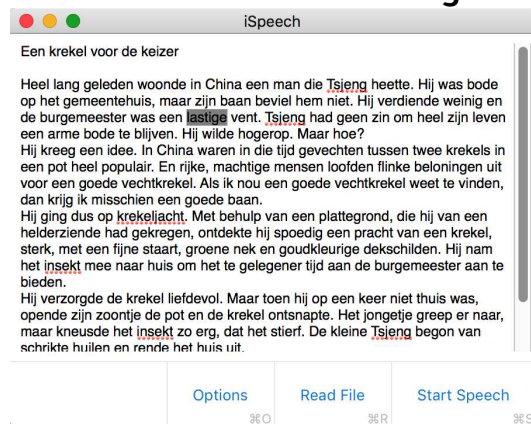 iSpeech
Een krekel voor de keizer
Heel lang geleden woonde in China een man die Tsjeng heette. Hij was bode
op het gemeentehuis, maar zijn baan beviel hem niet. Hij verdiende weinig en
de burgemeester was een lastige vent. Tsjeng had geen zin om heel zijn leven
een arme bode te blijven. Hij wilde hogerop. Maar hoe?
Hij kreeg een idee. In China waren in die tijd gevechten tussen twee krekels in
een pot heel populair. En rijke, machtige mensen loofden flinke beloningen uit
voor een goede vechtkrekel. Als ik nou een goede vechtkrekel weet te vinden,
dan krijg ik misschien een goede baan.
Hij ging dus op krekeljacht. Met behulp van een plattegrond, die hij van een
helderziende had gekregen, ontdekte hij spoedig een pracht van een krekel,
sterk, met een fijne staart, groene nek en goudkleurige dekschilden. Hij nam
het insekt mee naar huis om het te gelegener tijd aan de burgemeester aan te
bieden.
Hij verzorgde de krekel liefdevol. Maar toen hij op een keer niet thuis was,
opende zijn zoontje de pot en de krekel ontsnapte. Het jongetje greep er naar,
maar kneusde het insekt zo erg, dat het stierf. De kleine Tsjeng begon van
schrikte huilen en rende het huis uit.
Options Read File Start Speech
⌘O ⌘R ⌘S